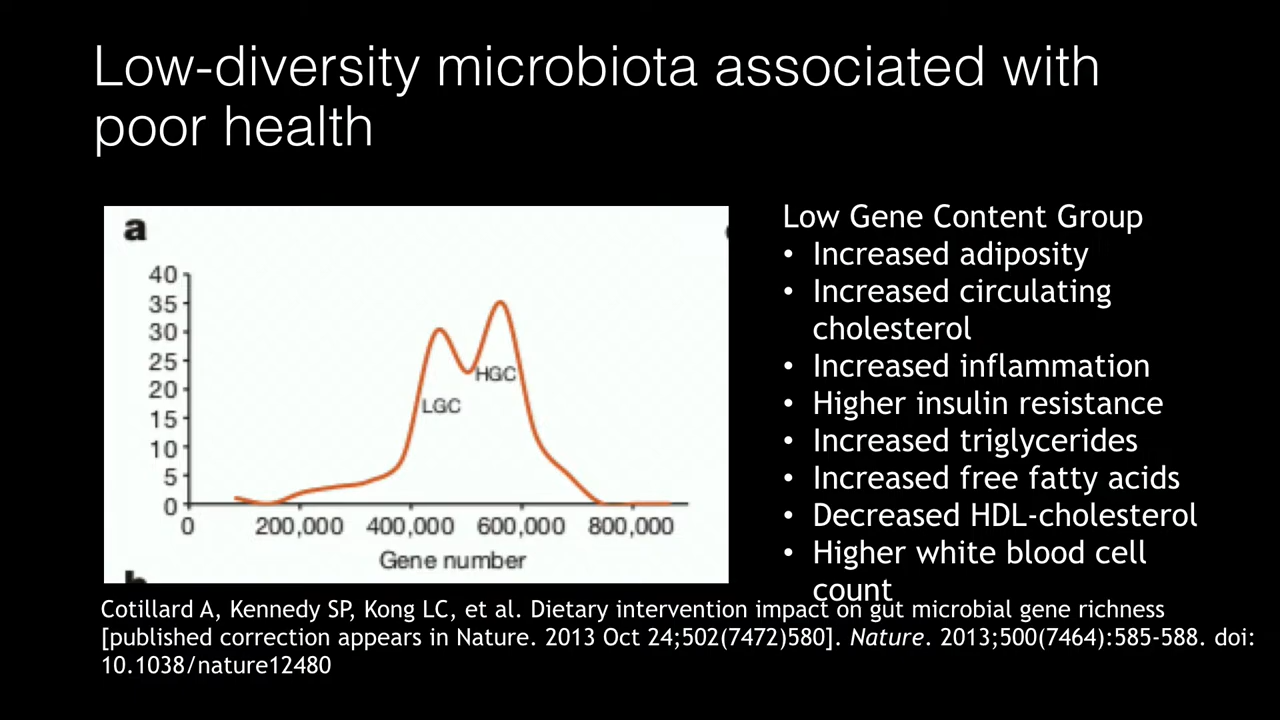 Low-diversity microbiota associated with
poor health
a
40
35
30
25
20
15
10
5
0
LGC
HGC
0 200,000 400,000 600,000 800,000
Gene number
Low Gene Content Group
• Increased adiposity
• Increased circulating
cholesterol
• Increased inflammation
• Higher insulin resistance
• Increased triglycerides
• Increased free fatty acids
• Decreased HDL-cholesterol
• Higher white blood cell
count
Cotillard A, Kennedy SP, Kong LC, et al. Dietary intervention impact on gut microbial gene richness
[published correction appears in Nature. 2013 Oct 24;502(7472)580]. Nature. 2013;500(7464):585-588. doi:
10.1038/nature12480